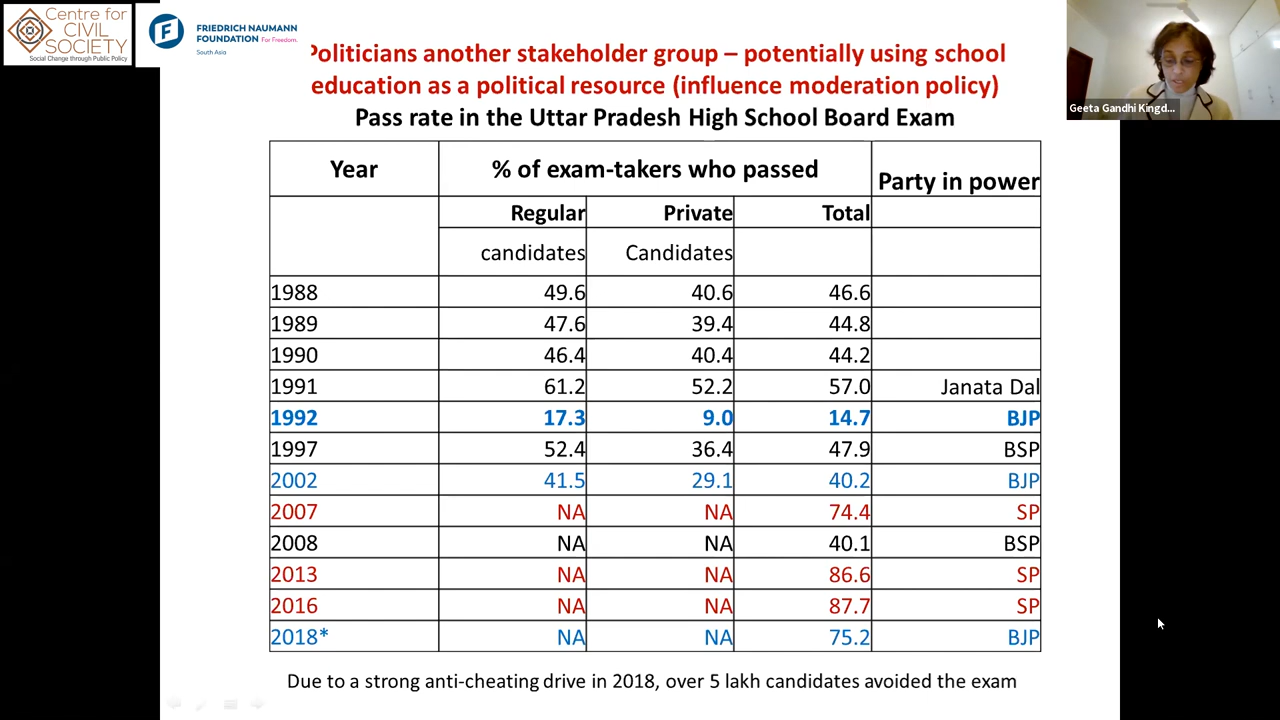 Centre for
CIVIL
SOCIETY
Social Change through Public Policy
F
FRIEDRICH NAUMANN
FOUNDATION For Freedom.
South Asia
Politicians another stakeholder group – potentially using school
education as a political resource (influence moderation policy)
Pass rate in the Uttar Pradesh High School Board Exam
Geeta Gandhi Kingd...
Year % of exam-takers who passed Party in power
Regular Private Total
candidates Candidates
1988 49.6 40.6 46.6
1989 47.6 39.4 44.8
1990 46.4 40.4 44.2
1991 61.2 52.2 57.0 Janata Dal
1992 17.3 9.0 14.7 BJP
1997 52.4 36.4 47.9 BSP
2002 41.5 29.1 40.2 BJP
2007 NA NA 74.4 SP
2008 NA NA 40.1 BSP
2013 NA NA 86.6 SP
2016 NA NA 87.7 SP
2018* NA NA 75.2 BJP
Due to a strong anti-cheating drive in 2018, over 5 lakh candidates avoided the exam